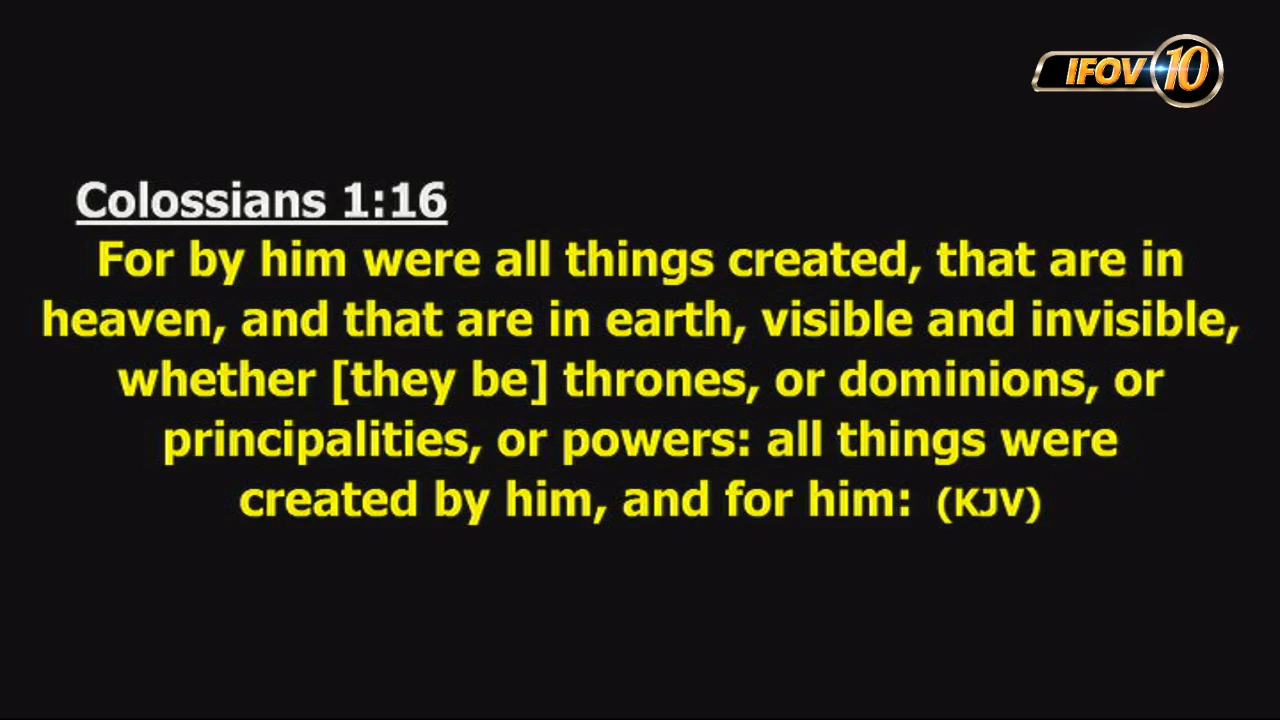 IFOV 10
Colossians 1:16
For by him were all things created, that are in
heaven, and that are in earth, visible and invisible,
whether [they be] thrones, or dominions, or
principalities, or powers: all things were
created by him, and for him: (KJV)